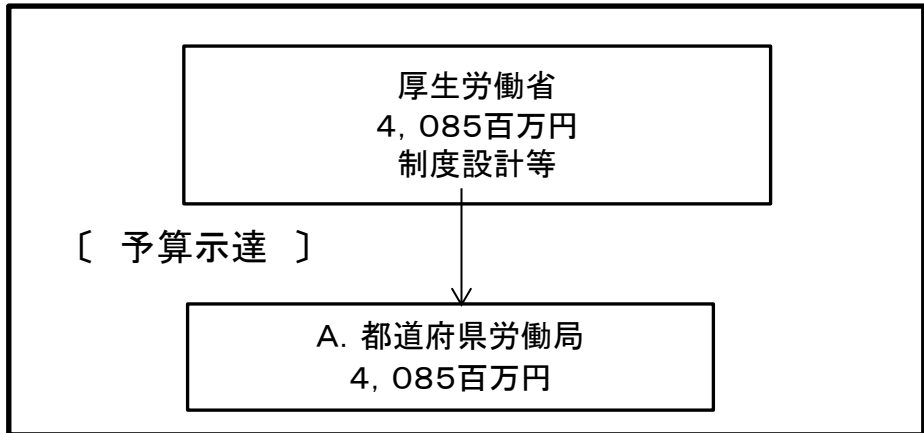 厚生労働省
４，０８５百万円
制度設計等
〔　予算示達　〕
Ａ．都道府県労働局
４，０８５百万円